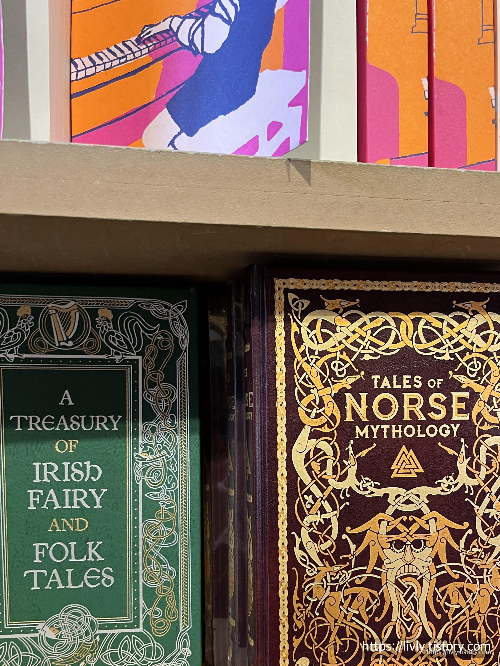 A
TREASURY
OF
IRISH
FAIRY
AND
FOLK
TALES
TALES OF
NORSE
MYTHOLOGY
https://livly.tistory.com